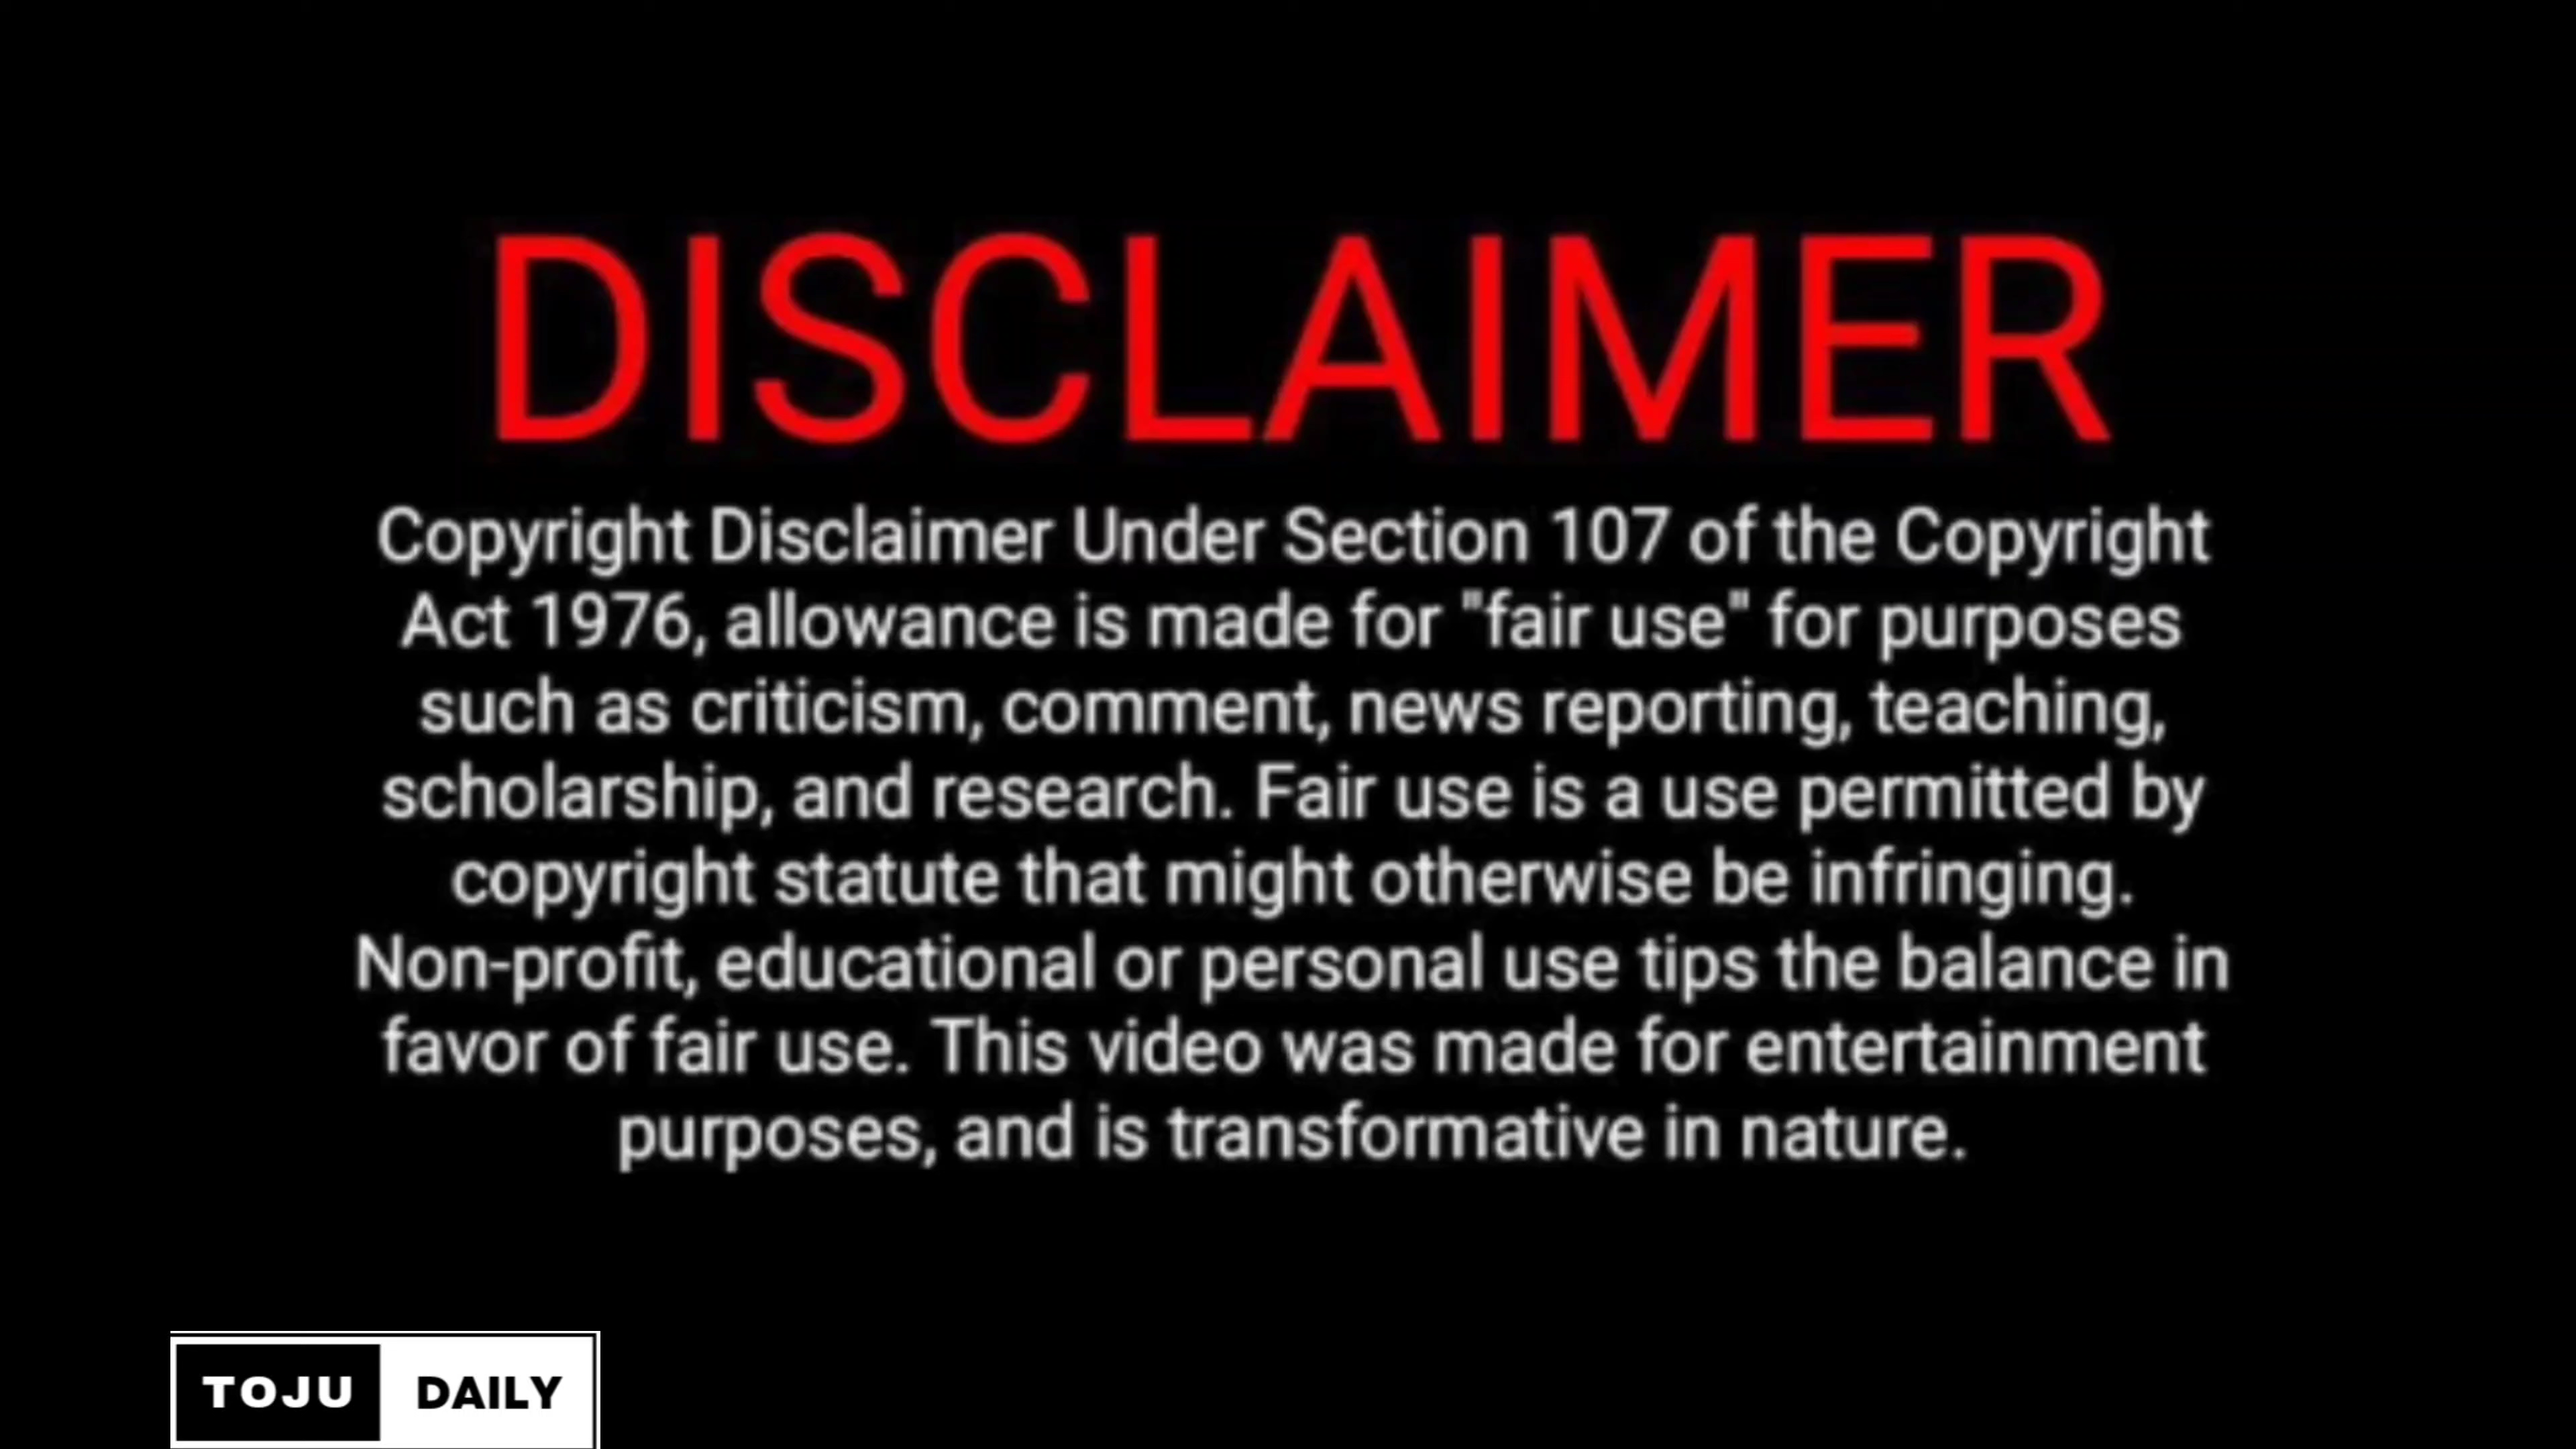 DISCLAIMER
Copyright Disclaimer Under Section 107 of the Copyright
Act 1976, allowance is made for "fair use" for purposes
such as criticism, comment, news reporting, teaching,
scholarship, and research. Fair use is a use permitted by
copyright statute that might otherwise be infringing.
Non-profit, educational or personal use tips the balance in
favor of fair use. This video was made for entertainment
purposes, and is transformative in nature.
TOJU DAILY